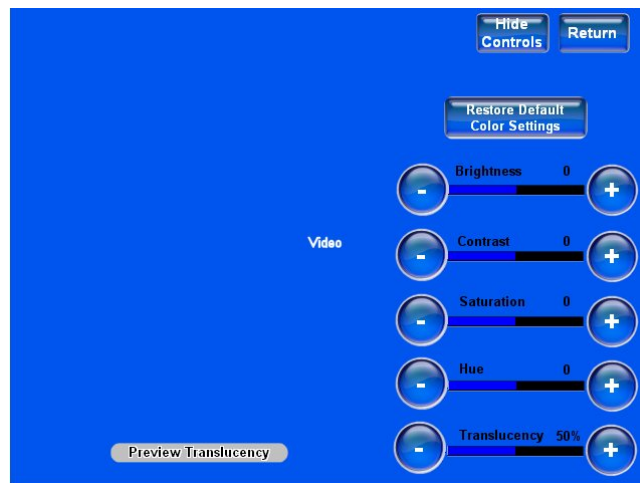 Hide
Controls
Return
Restore Default
Color Settings
Brightness 0
- +
Video
Contrast 0
- +
Saturation 0
- +
Hue 0
- +
Translucency 50%
- +
Preview Translucency